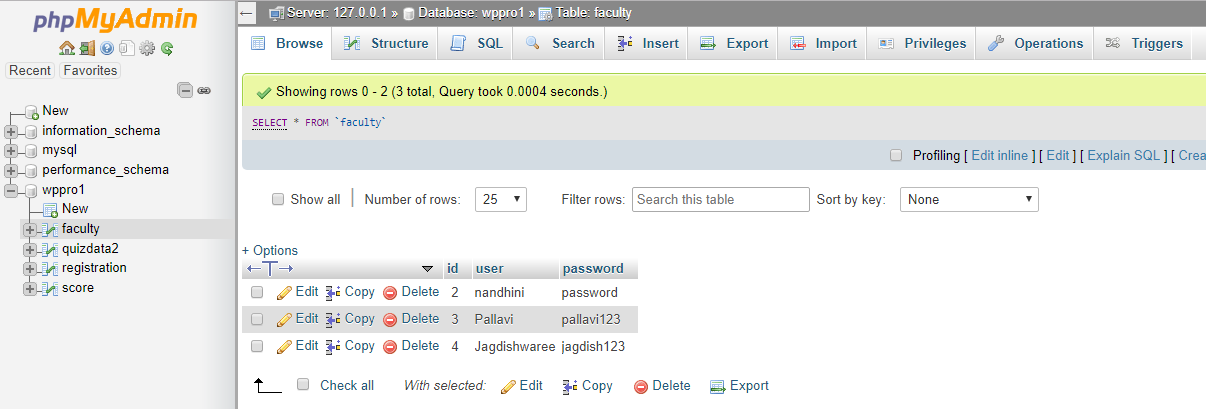 phpMyAdmin
Recent Favorites
New
information_schema
mysql
performance_schema
wppro1
New
faculty
quizdata2
registration
score
Server: 127.0.0.1 » Database: wppro1 » Table: faculty
Browse Structure SQL Search Insert Export Import Privileges Operations Triggers
Showing rows 0 - 2 (3 total, Query took 0.0004 seconds.)
SELECT * FROM `faculty`
Profiling [ Edit inline ] [ Edit ] [ Explain SQL ] [ Crea
Show all | Number of rows: 25 Filter rows: Search this table Sort by key: None
+ Options
id user password
Edit Copy Delete 2 nandhini password
Edit Copy Delete 3 Pallavi pallavi123
Edit Copy Delete 4 Jagdishwaree jagdish123
Check all With selected: Edit Copy Delete Export